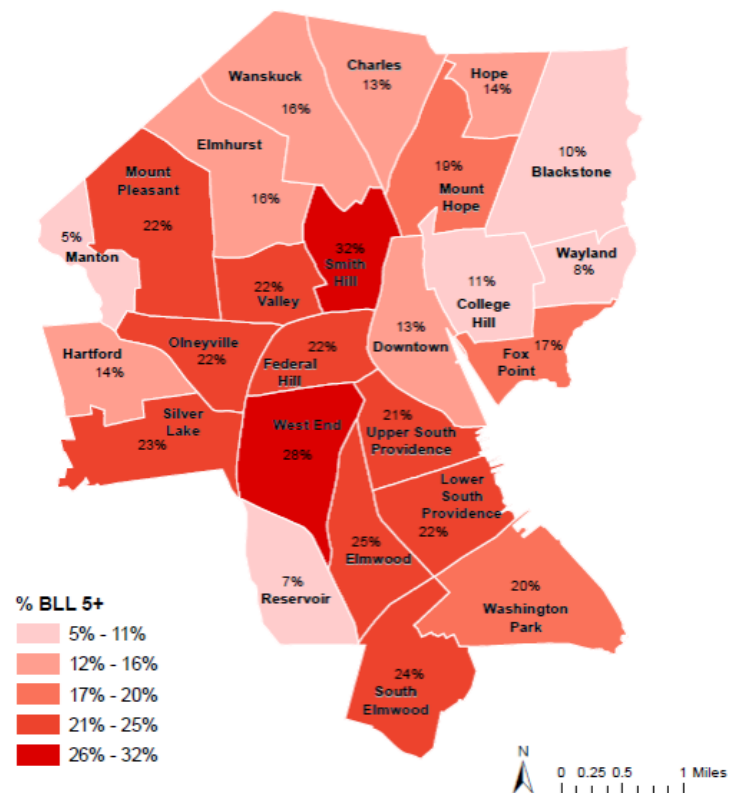 Charles
13%
Hope
14%
Wanskuck
16%
Elmhurst
16%
10%
Blackstone
19%
Mount
Hope
Mount
Pleasant
22%
5%
Manton
32%
Smith
Hill
Wayland
8%
11%
College
Hill
22%
Valley
13%
Downtown
17%
Fox
Point
Olneyville
22%
22%
Federal
Hill
Hartford
14%
Silver
Lake
23%
West End
28%
21%
Upper South
Providence
Lower
South
Providence
22%
25%
Elmwood
7%
Reservoir
20%
Washington
Park
24%
South
Elmwood
% BLL 5+
5% - 11%
12% - 16%
17% - 20%
21% - 25%
26% - 32%
N
0 0.25 0.5 1 Miles